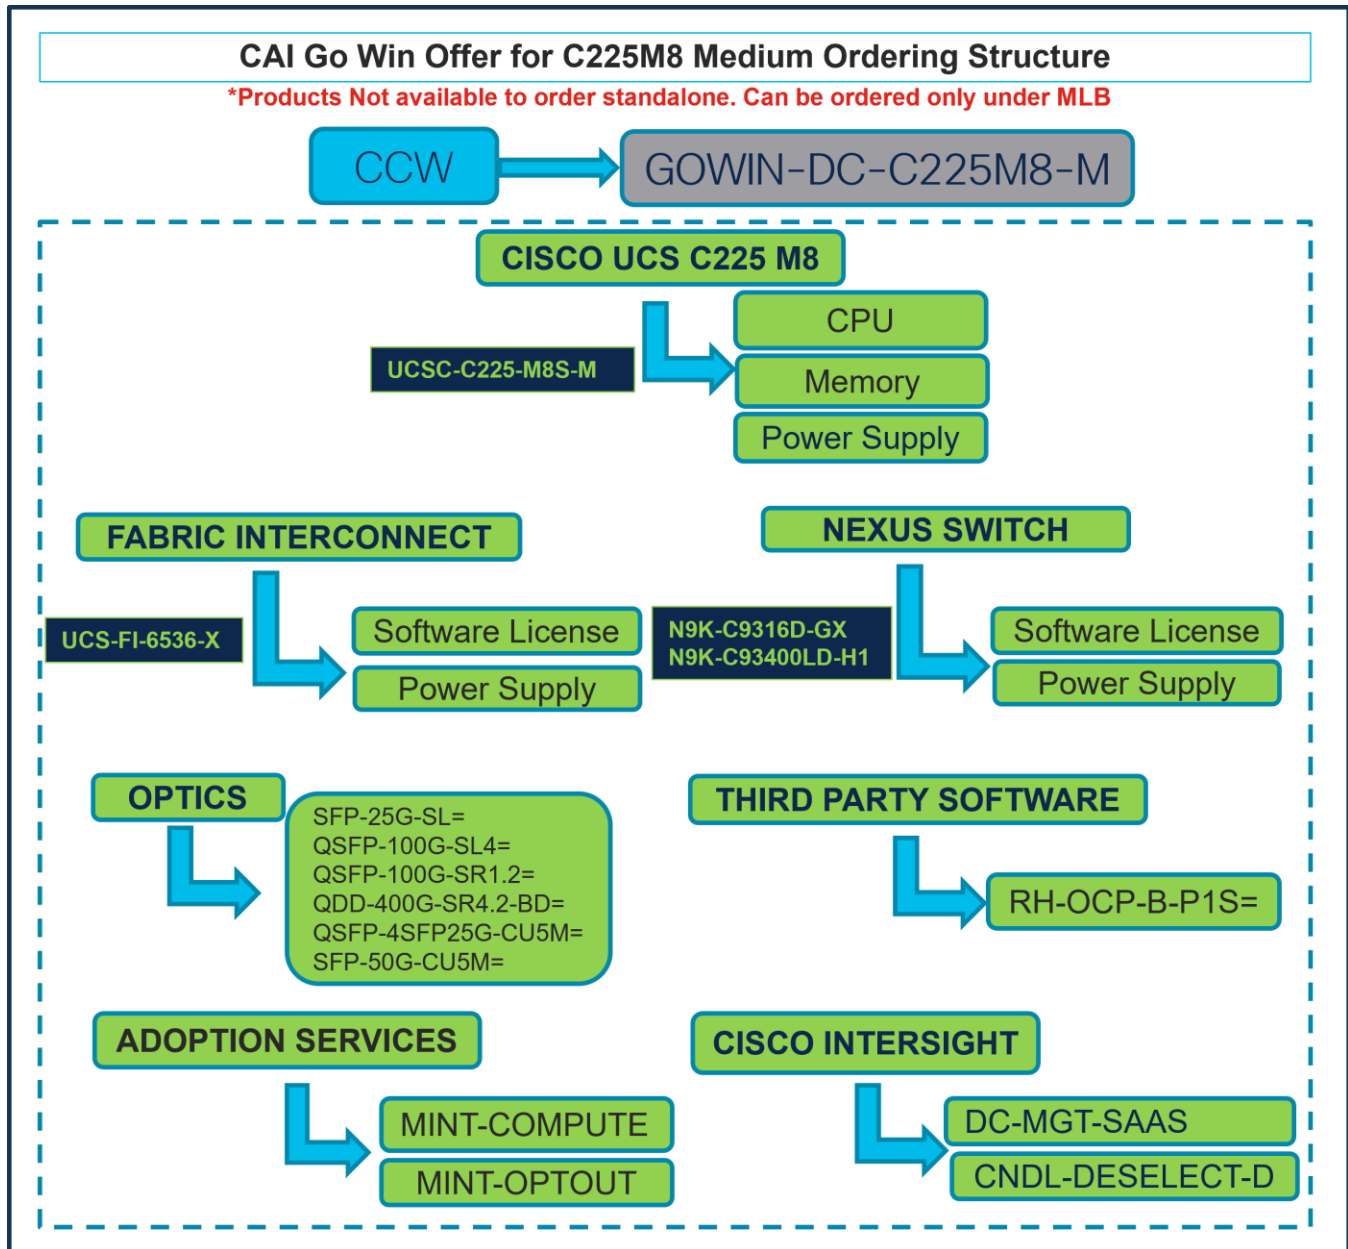 CAI Go Win Offer for C225M8 Medium Ordering Structure
*Products Not available to order standalone. Can be ordered only under MLB
CCW
GOWIN-DC-C225M8-M
CISCO UCS C225 M8
UCSC-C225-M8S-M
CPU
Memory
Power Supply
FABRIC INTERCONNECT
UCS-FI-6536-X
Software License
Power Supply
NEXUS SWITCH
N9K-C9316D-GX
N9K-C93400LD-H1
Software License
Power Supply
OPTICS
SFP-25G-SL=
QSFP-100G-SL4=
QSFP-100G-SR1.2=
QDD-400G-SR4.2-BD=
QSFP-4SFP25G-CU5M=
SFP-50G-CU5M=
THIRD PARTY SOFTWARE
RH-OCP-B-P1S=
ADOPTION SERVICES
MINT-COMPUTE
MINT-OPTOUT
CISCO INTERSIGHT
DC-MGT-SAAS
CNDL-DESELECT-D